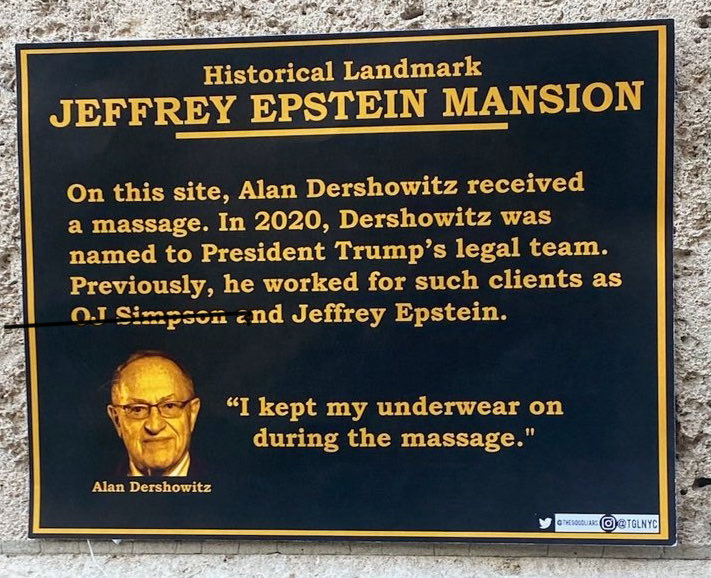 Historical Landmark
JEFFREY EPSTEIN MANSION
On this site, Alan Dershowitz received
a massage. In 2020, Dershowitz was
named to President Trump’s legal team.
Previously, he worked for such clients as
OJ Simpson and Jeffrey Epstein.
“I kept my underwear on
during the massage."
Alan Dershowitz
@THEGOODLIARS @TGLNYC